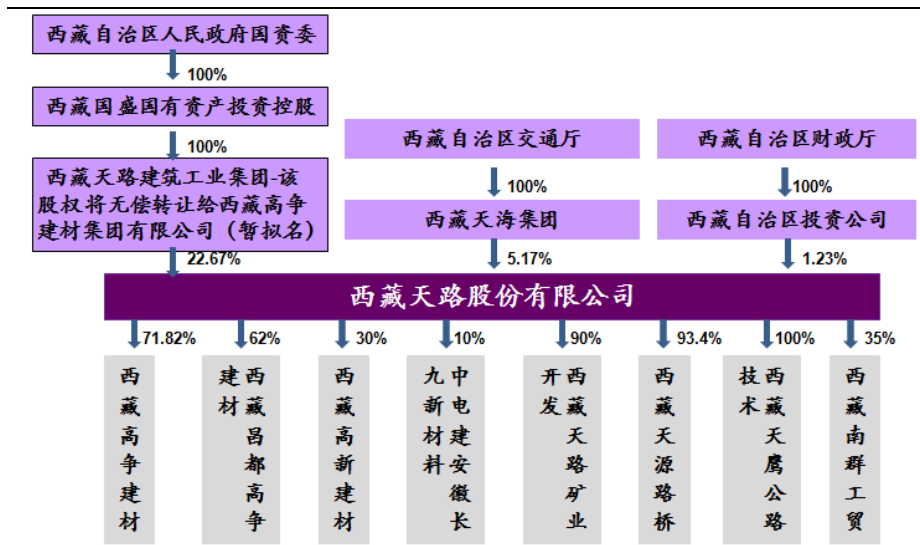 西藏自治区人民政府国资委
100%
西藏国盛国有资产投资控股
100%
西藏天路建筑工业集团-该
股权将无偿转让给西藏高争
建材集团有限公司（暂拟名）
22.67%
西藏自治区交通厅
100%
西藏天海集团
5.17%
西藏自治区财政厅
100%
西藏自治区投资公司
1.23%
西藏天路股份有限公司
71.82%
62%
30%
10%
90%
93.4%
100%
35%
西藏高争建材
西藏昌都高争
建材
西藏高新建材
中电建安徽长
九新材料
西藏天路矿业
开发
西藏天源路桥
西藏天鹰公路
技术
西藏南群工贸